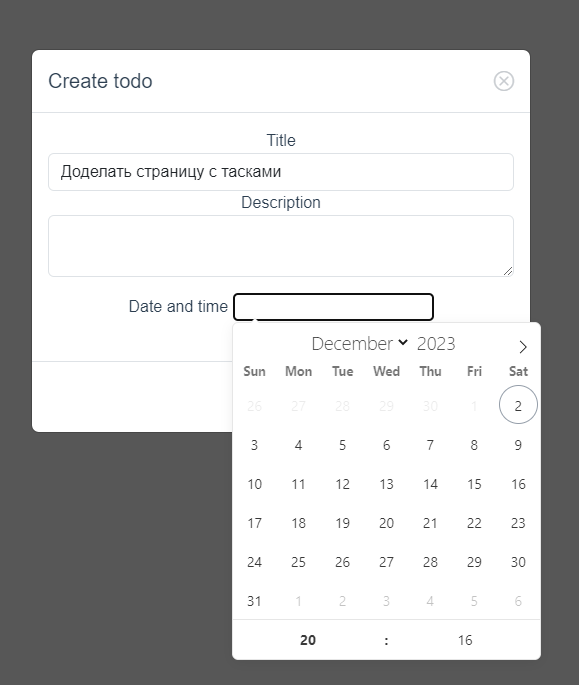 Create todo
Title
Доделать страницу с тасками
Description
Date and time
December 2023
Sun Mon Tue Wed Thu Fri Sat
26 27 28 29 30 1 2
3 4 5 6 7 8 9
10 11 12 13 14 15 16
17 18 19 20 21 22 23
24 25 26 27 28 29 30
31 1 2 3 4 5 6
20 : 16